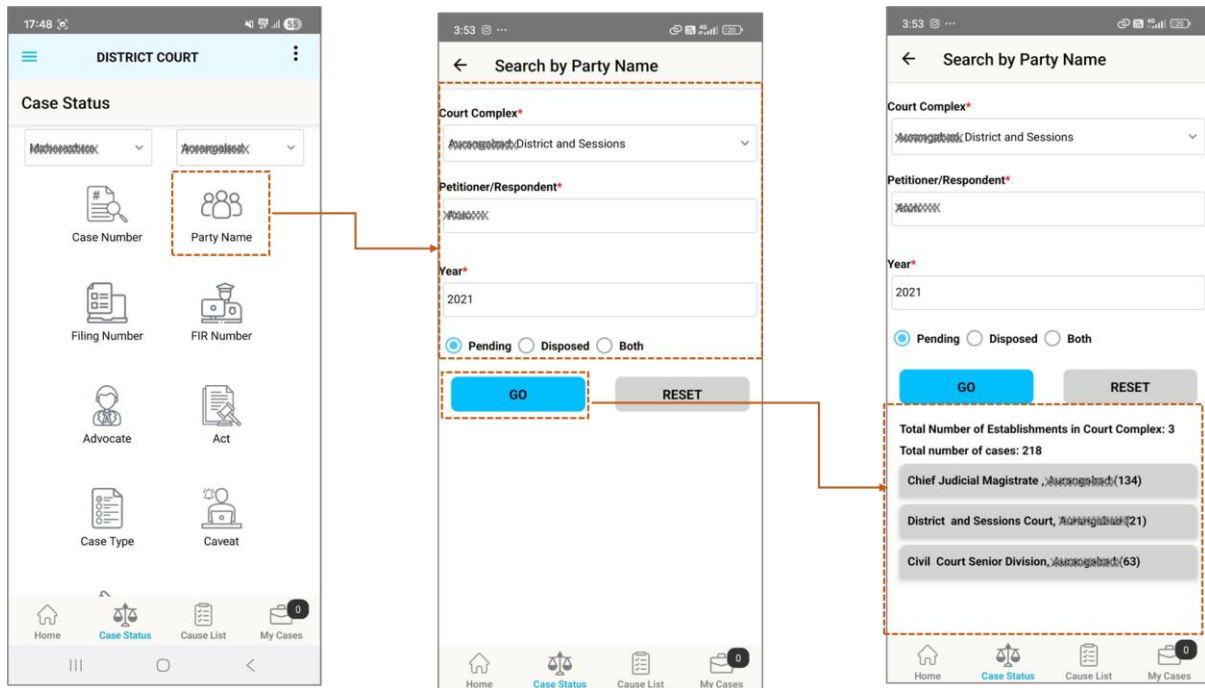 17:48
55
DISTRICT COURT
Case Status
Case Number
Party Name
Filing Number
FIR Number
Advocate
Act
Case Type
Caveat
0
Home
Case Status
Cause List
My Cases
3:53
4G
20
Search by Party Name
Court Complex*
District and Sessions
Petitioner/Respondent*
Year*
2021
Pending
Disposed
Both
GO
RESET
0
Home
Case Status
Cause List
My Cases
3:53
4G
20
Search by Party Name
Court Complex*
District and Sessions
Petitioner/Respondent*
Year*
2021
Pending
Disposed
Both
GO
RESET
Total Number of Establishments in Court Complex: 3
Total number of cases: 218
Chief Judicial Magistrate , (134)
District and Sessions Court, (21)
Civil Court Senior Division, (63)
0
Home
Case Status
Cause List
My Cases